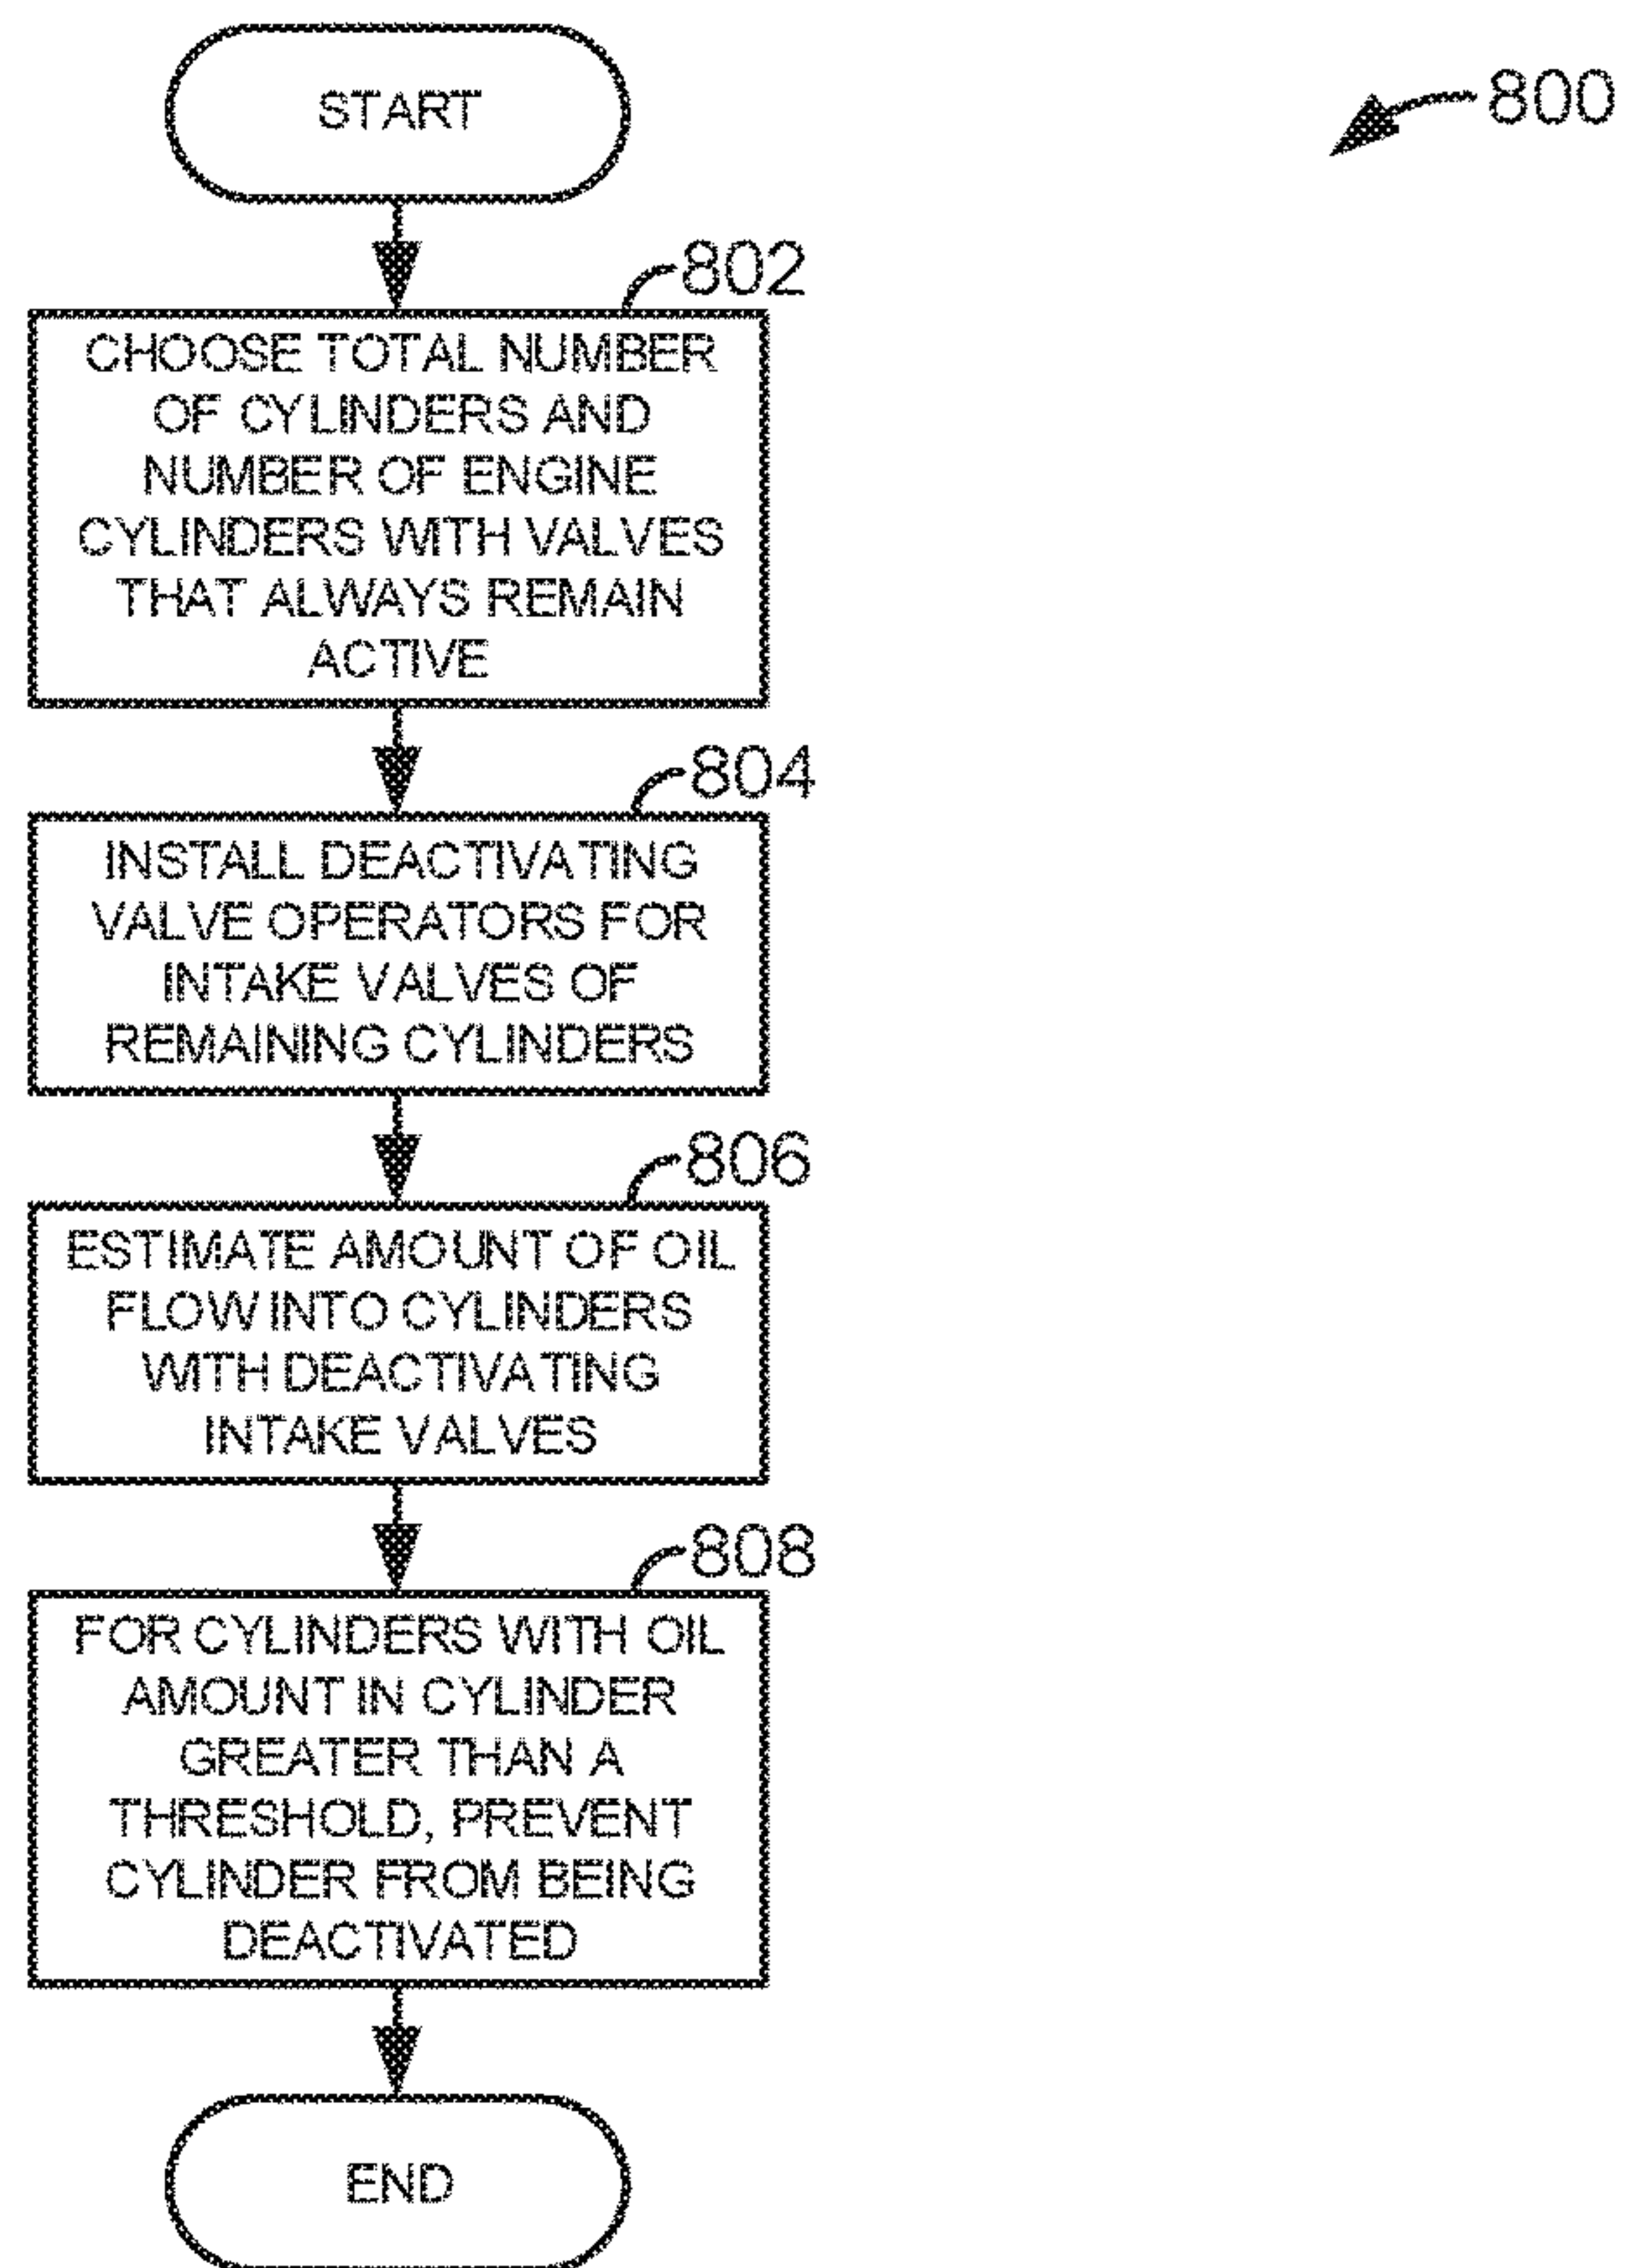 START
800
802
CHOOSE TOTAL NUMBER
OF CYLINDERS AND
NUMBER OF ENGINE
CYLINDERS WITH VALVES
THAT ALWAYS REMAIN
ACTIVE
804
INSTALL DEACTIVATING
VALVE OPERATORS FOR
INTAKE VALVES OF
REMAINING CYLINDERS
806
ESTIMATE AMOUNT OF OIL
FLOW INTO CYLINDERS
WITH DEACTIVATING
INTAKE VALVES
808
FOR CYLINDERS WITH OIL
AMOUNT IN CYLINDER
GREATER THAN A
THRESHOLD, PREVENT
CYLINDER FROM BEING
DEACTIVATED
END